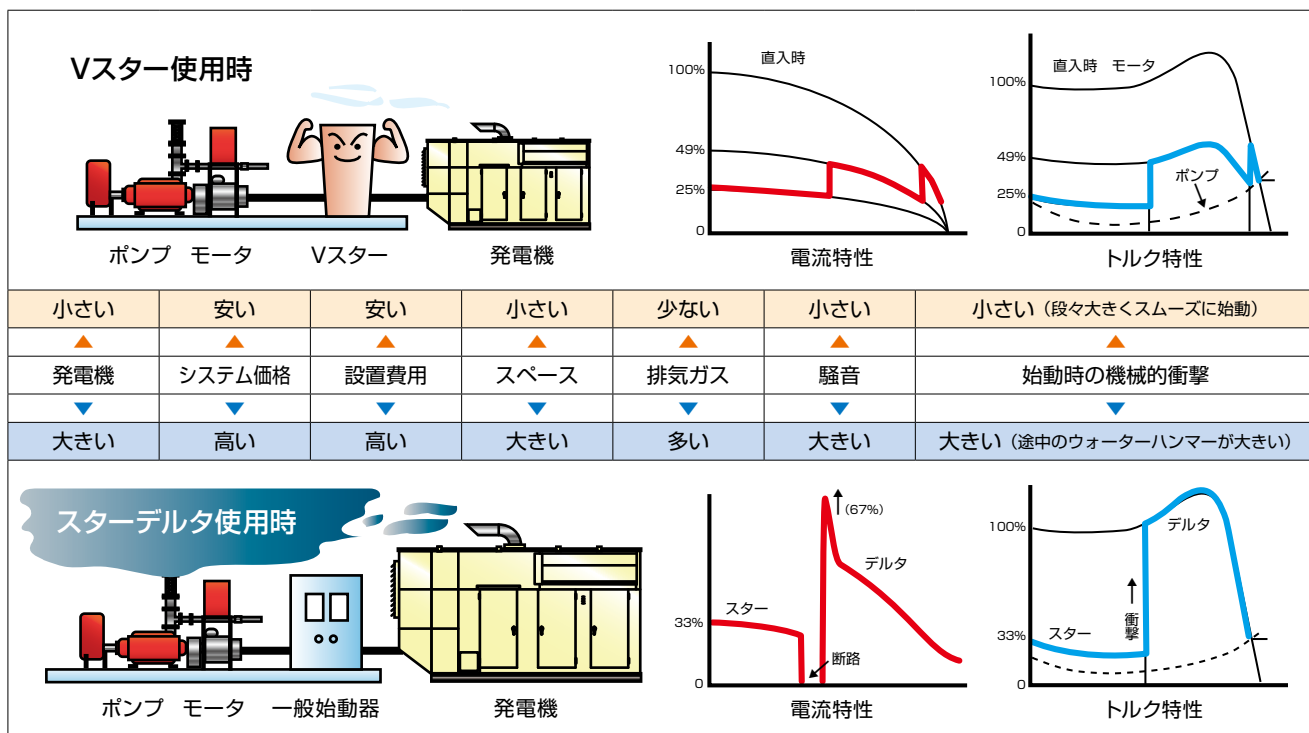 Vスター使用時
ポンプ モータ Vスター 発電機
直入時
100%
49%
25%
0
電流特性
直入時 モータ
100%
49%
25%
0
ポンプ
トルク特性
小さい 安い 安い 小さい 少ない 小さい 小さい（段々大きくスムーズに始動）
▲ ▲ ▲ ▲ ▲ ▲ ▲
発電機 システム価格 設置費用 スペース 排気ガス 騒音 始動時の機械的衝撃
▼ ▼ ▼ ▼ ▼ ▼ ▼
大きい 高い 高い 大きい 多い 大きい 大きい（途中のウォーターハンマーが大きい）
スターデルタ使用時
ポンプ モータ 一般始動器 発電機
(67%)
デルタ
スター
33%
断路
0
電流特性
100%
デルタ
衝撃
33%
スター
0
トルク特性